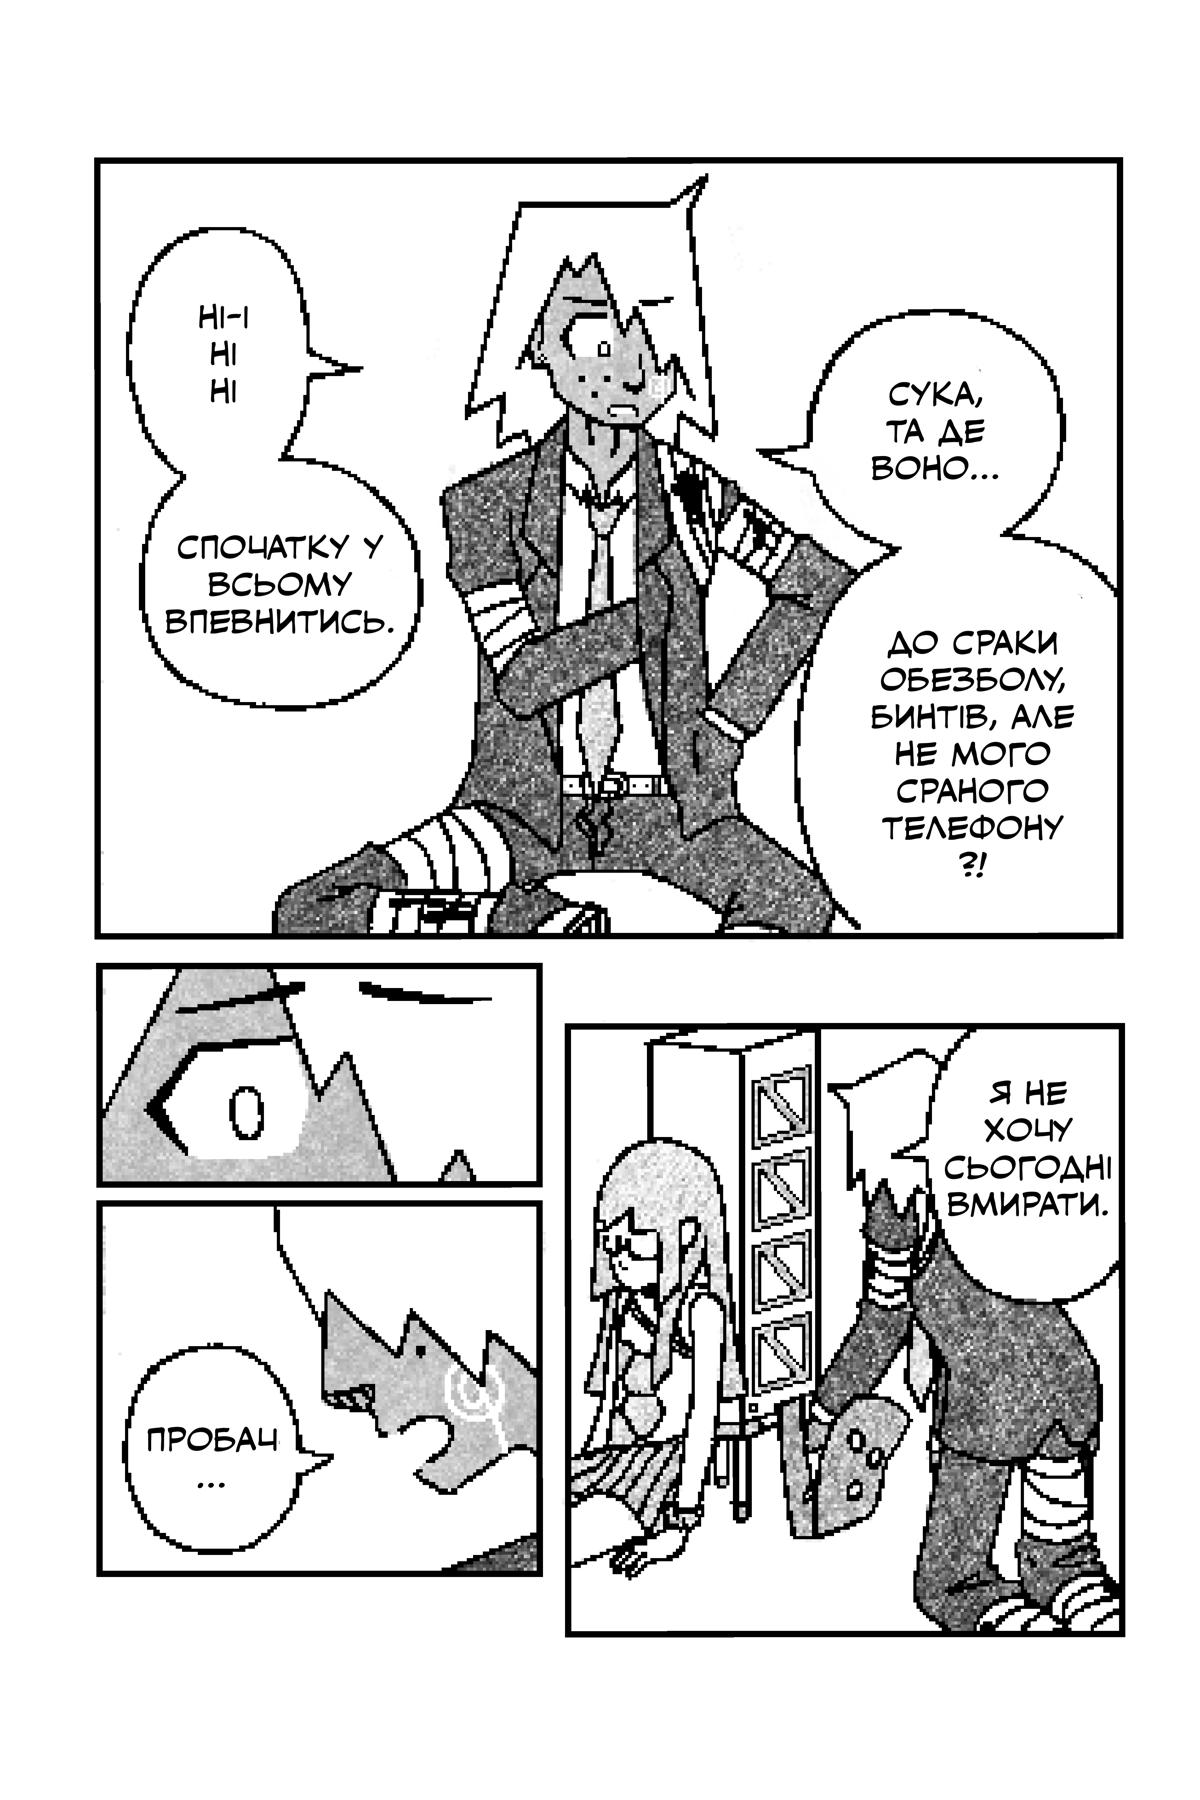 НІ-І
НІ
НІ
СПОЧАТКУ У
ВСЬОМУ
ВПЕВНИТИСЬ.
СУКА,
ТА ДЕ
ВОНО...
ДО СРАКИ
ОБЕЗБОЛУ,
БИНТІВ, АЛЕ
НЕ МОГО
СРАНОГО
ТЕЛЕФОНУ
?!
ПРОБАЧ
...
Я НЕ
ХОЧУ
СЬОГОДНІ
ВМИРАТИ.